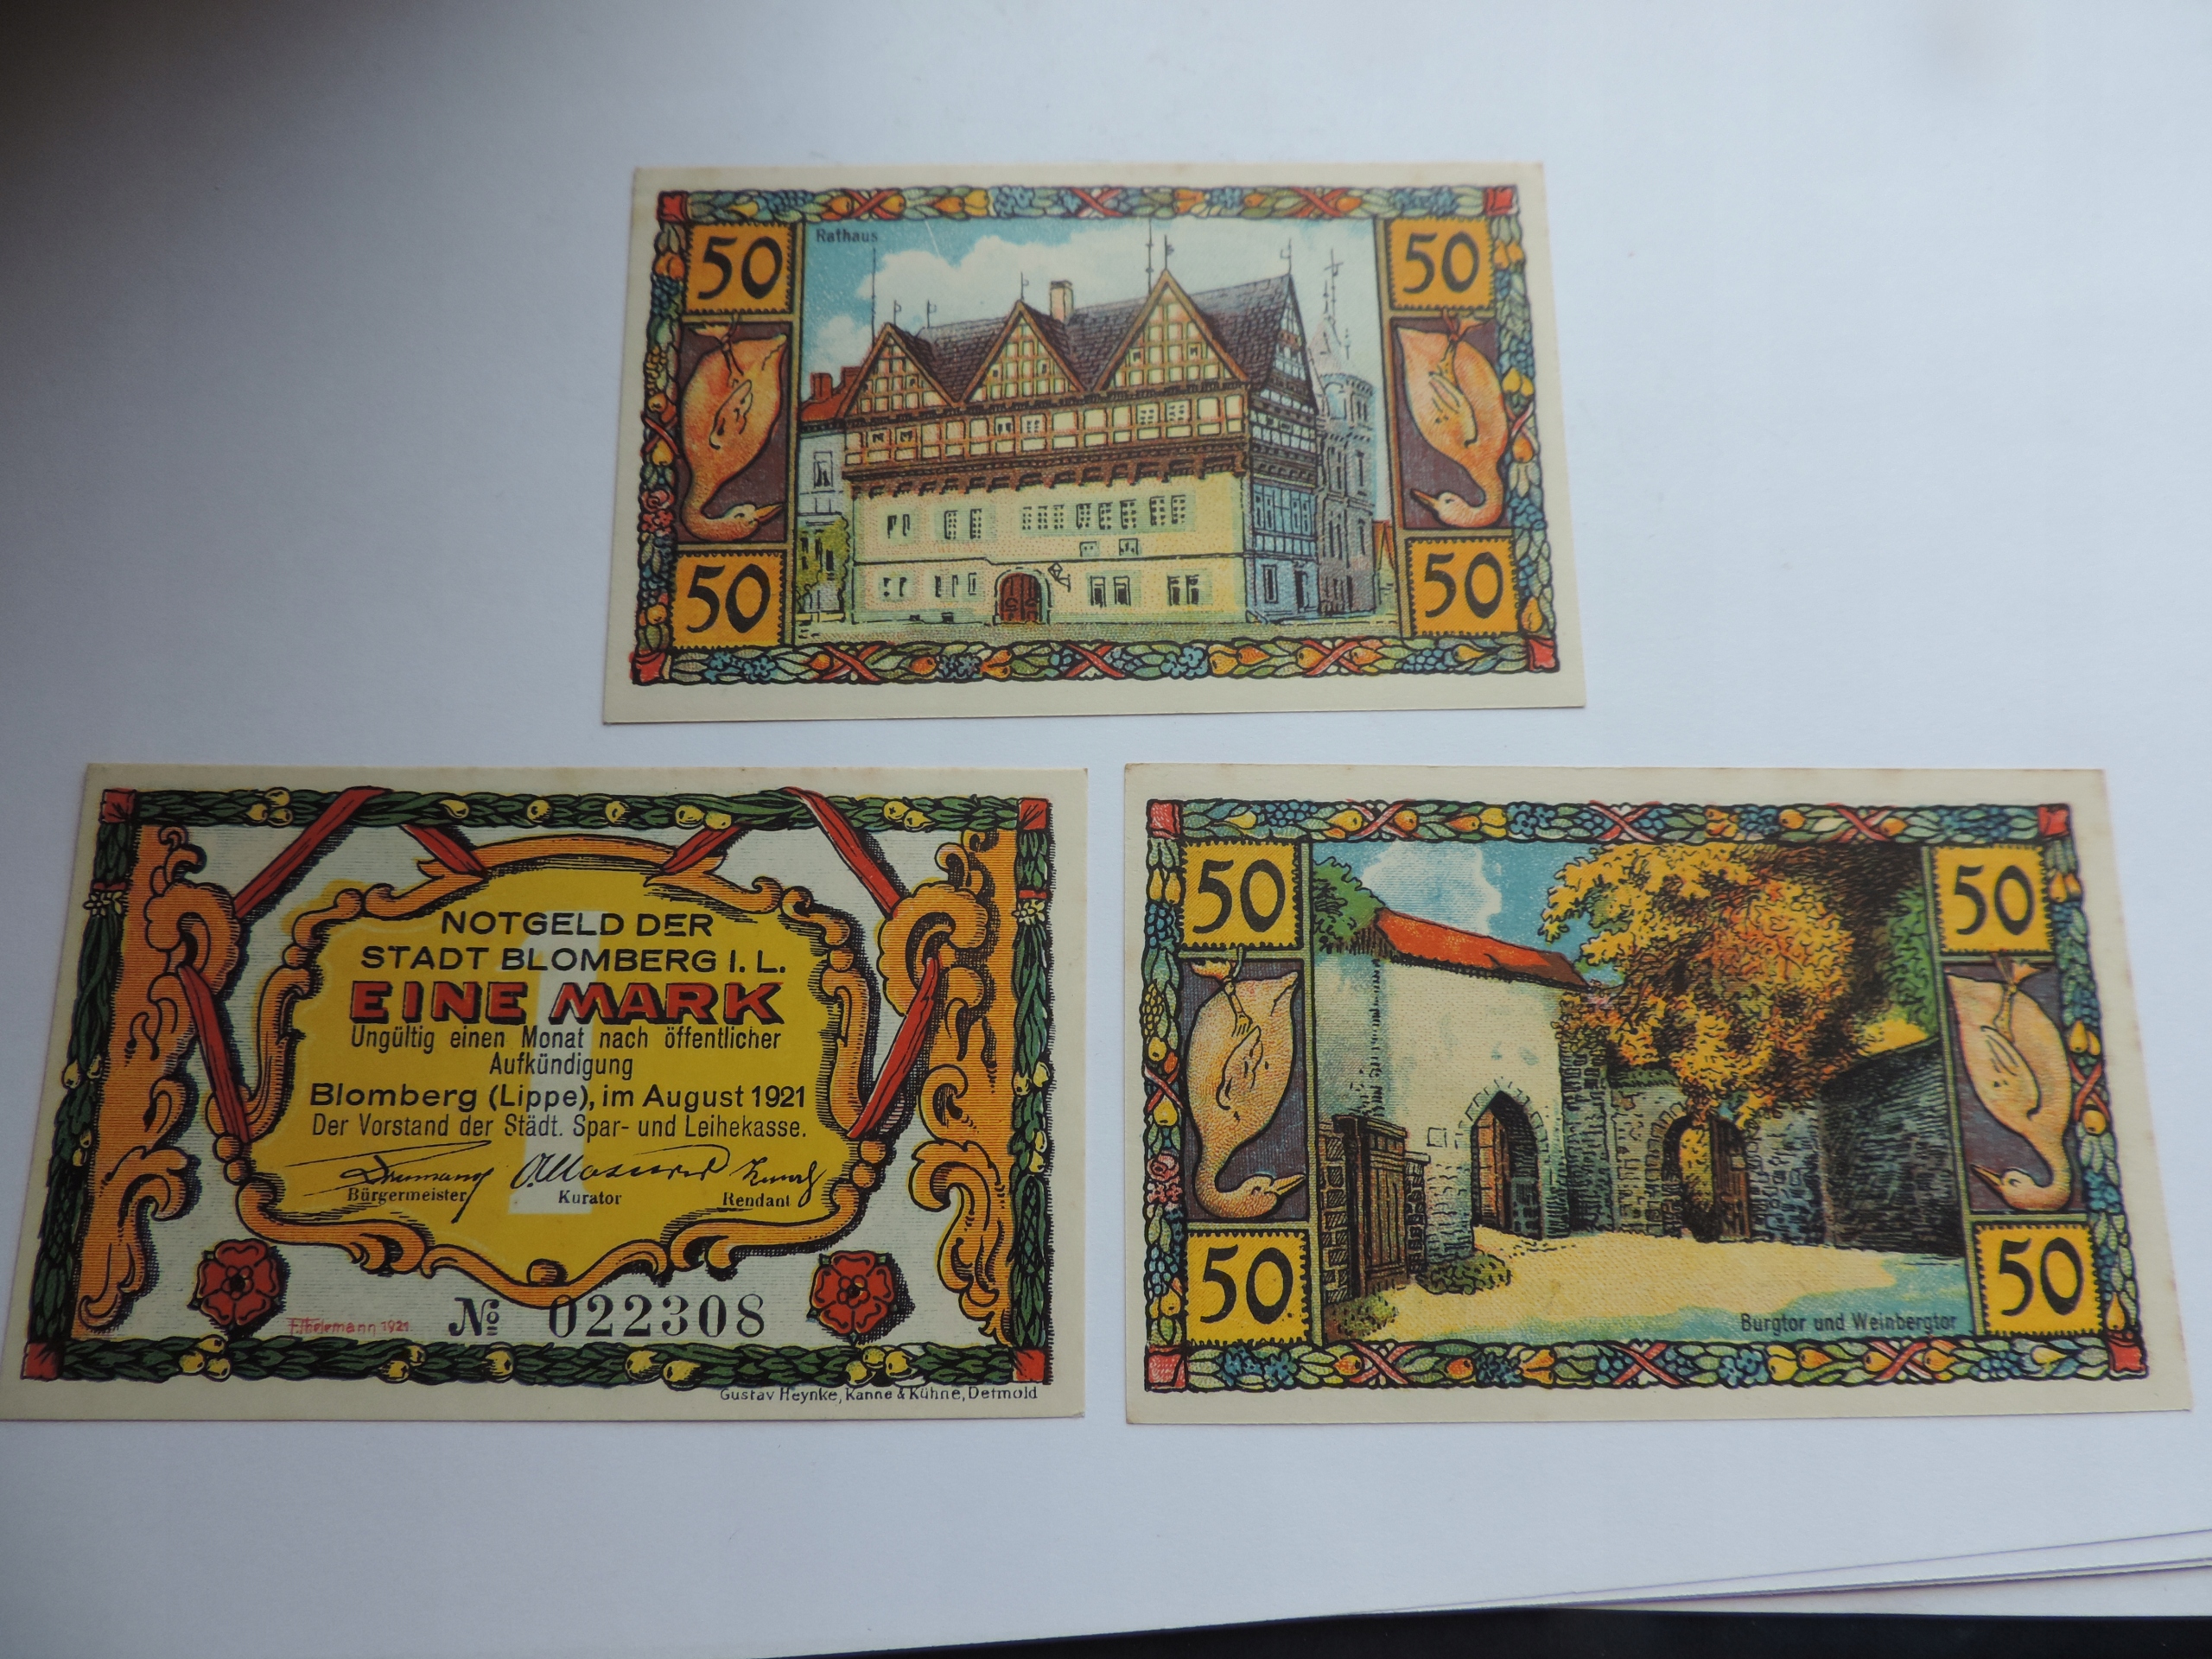 Rathaus
50
50
50
50
NOTGELD DER
STADT BLOMBERG I. L.
EINE MARK
Ungültig einen Monat nach öffentlicher
Aufkündigung
Blomberg (Lippe), im August 1921
Der Vorstand der Städt. Spar- und Leihekasse.
Bürgermeister Kurator Rendant
1
1921
No 022308
Gustav Heynke, Kanne & Kühne, Detmold
50
50
50
50
Burgtor und Weinbergtor